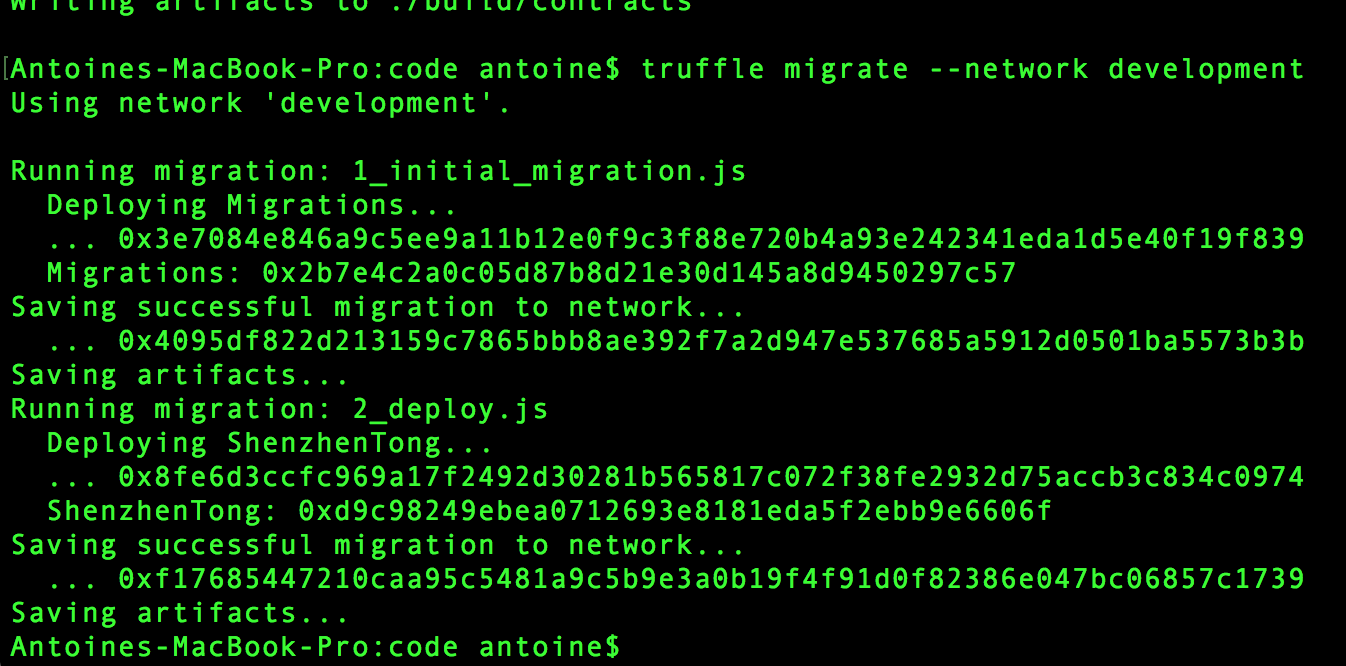 Writing artifacts to ./build/contracts
[Antoines-MacBook-Pro:code antoine$ truffle migrate --network development
Using network 'development'.
Running migration: 1_initial_migration.js
Deploying Migrations...
... 0x3e7084e846a9c5ee9a11b12e0f9c3f88e720b4a93e242341eda1d5e40f19f839
Migrations: 0x2b7e4c2a0c05d87b8d21e30d145a8d9450297c57
Saving successful migration to network...
... 0x4095df822d213159c7865bbb8ae392f7a2d947e537685a5912d0501ba5573b3b
Saving artifacts...
Running migration: 2_deploy.js
Deploying ShenzhenTong...
... 0x8fe6d3ccfc969a17f2492d30281b565817c072f38fe2932d75accb3c834c0974
ShenzhenTong: 0xd9c98249ebea0712693e8181eda5f2ebb9e6606f
Saving successful migration to network...
... 0xf17685447210caa95c5481a9c5b9e3a0b19f4f91d0f82386e047bc06857c1739
Saving artifacts...
Antoines-MacBook-Pro:code antoine$